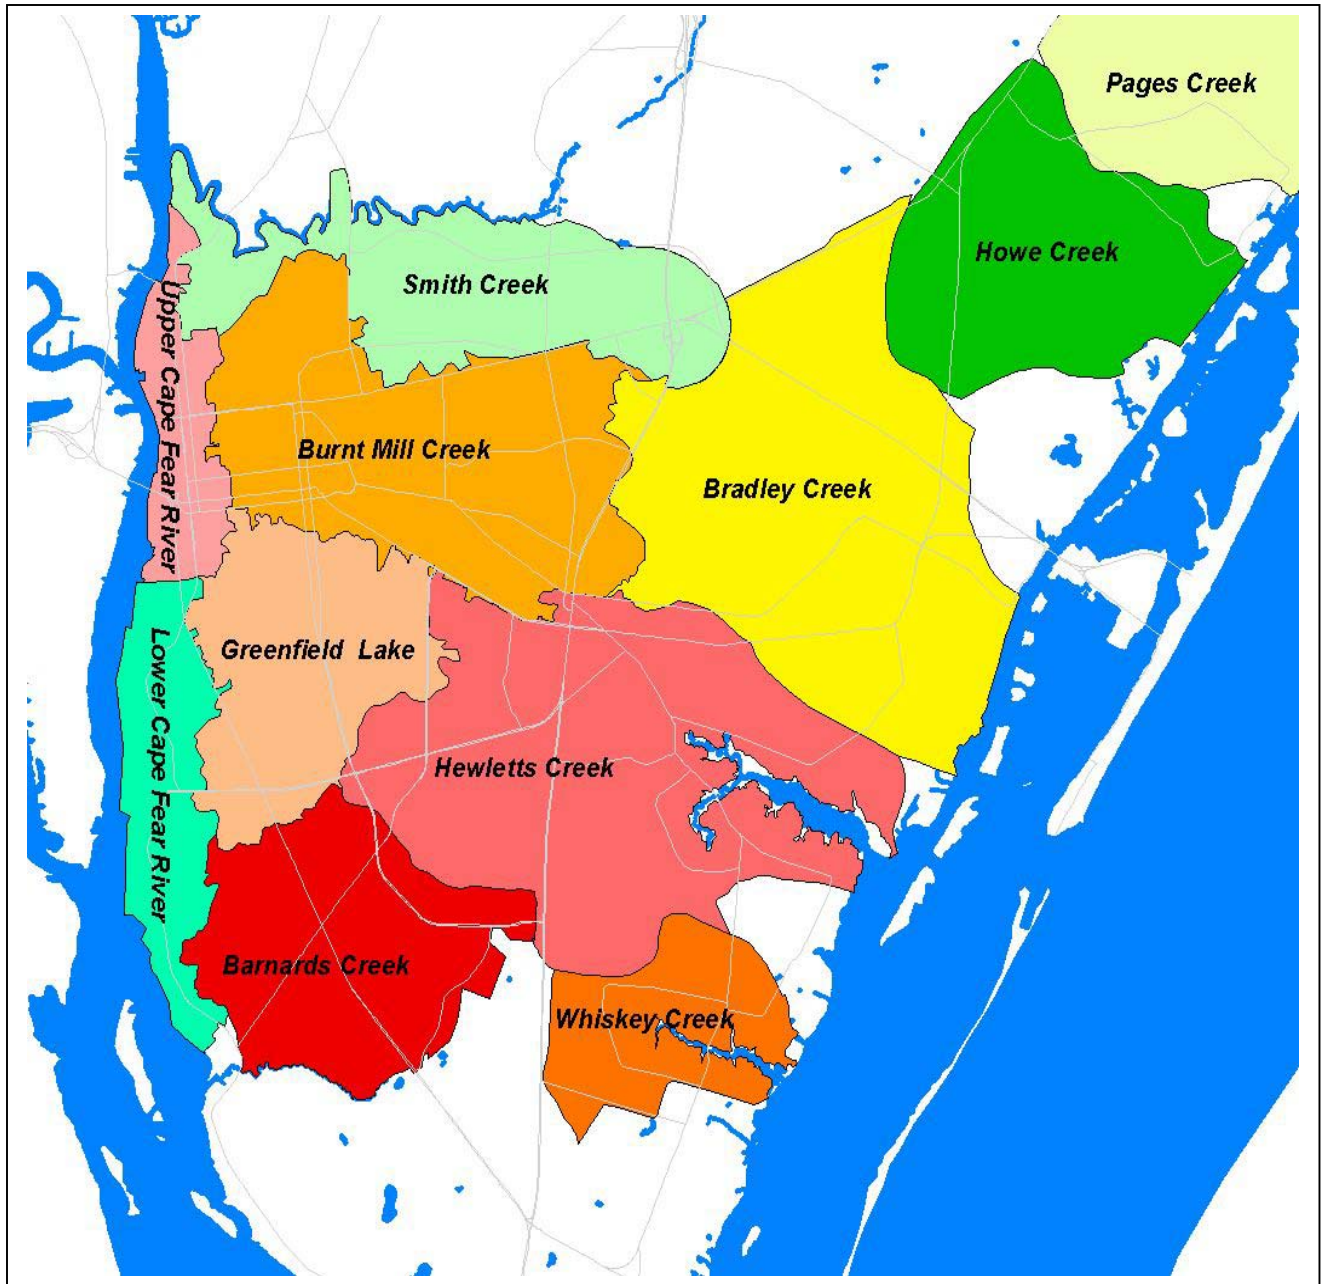 Pages Creek
Howe Creek
Smith Creek
Upper Cape Fear River
Burnt Mill Creek
Bradley Creek
Greenfield Lake
Lower Cape Fear River
Hewletts Creek
Barnards Creek
Whiskey Creek